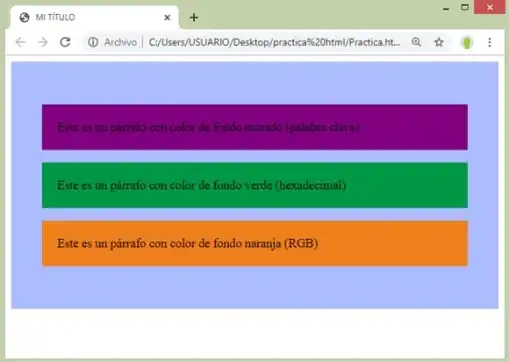 MI TÍTULO
Archivo | C:/Users/USUARIO/Desktop/practica%20html/Practica.ht...
Este es un párrafo con color de fondo morado (palabra clave)
Este es un párrafo con color de fondo verde (hexadecimal)
Este es un párrafo con color de fondo naranja (RGB)